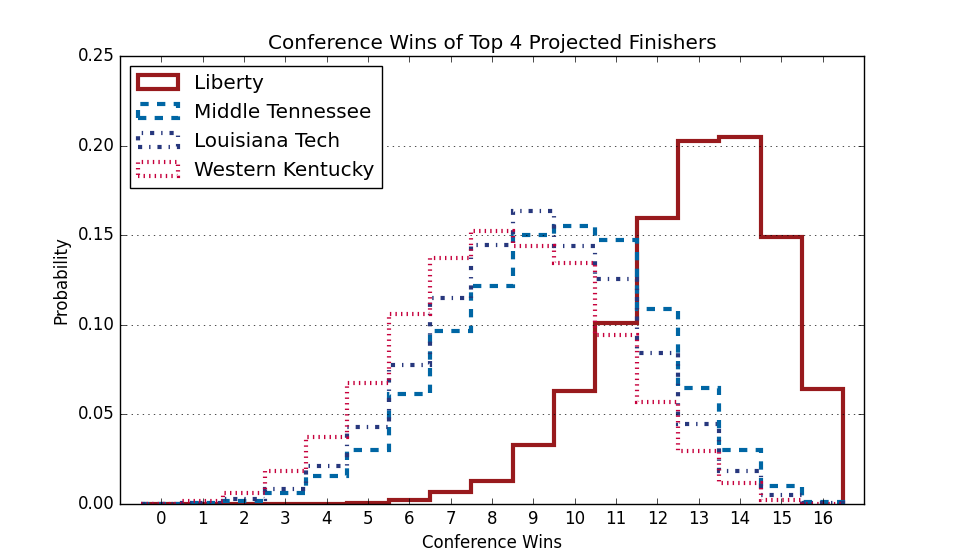 Conference Wins of Top 4 Projected Finishers
0.25
0.20
0.15
0.10
0.05
0.00
Probability
Liberty
Middle Tennessee
Louisiana Tech
Western Kentucky
0 1 2 3 4 5 6 7 8 9 10 11 12 13 14 15 16
Conference Wins